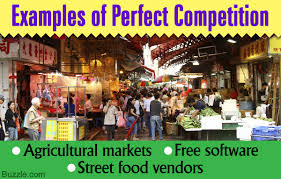 Examples of Perfect Competition
• Agricultural markets • Free software
• Street food vendors
Buzzle.com